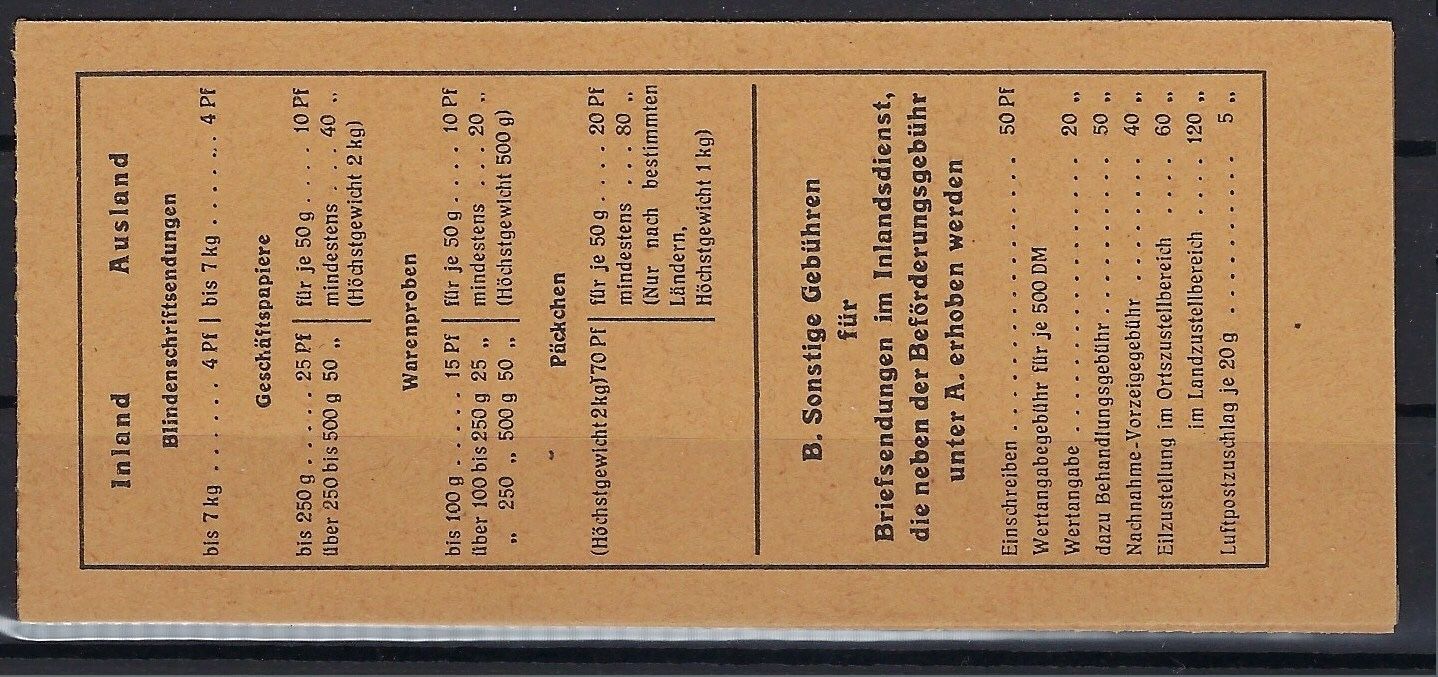 Inland Ausland
Blindenschriftsendungen
bis 7 kg . . . . . . 4 Pf | bis 7 kg . . . . . . . 4 Pf
Geschäftspapiere
bis 250 g . . . . . . 25 Pf | für je 50 g . . . . 10 Pf
über 250 bis 500 g 50 „ | mindestens . . . 40 „
(Höchstgewicht 2 kg)
Warenproben
bis 100 g . . . . . 15 Pf | für je 50 g . . . . 10 Pf
über 100 bis 250 g 25 „ | mindestens . . . 20 „
„ 250 „ 500 g 50 „ | (Höchstgewicht 500 g)
Päckchen
(Höchstgewicht 2 kg) 70 Pf | für je 50 g . . . . 20 Pf
mindestens . . . 80 „
(Nur nach bestimmten
Ländern,
Höchstgewicht 1 kg)
B. Sonstige Gebühren
für
Briefsendungen im Inlandsdienst,
die neben der Beförderungsgebühr
unter A. erhoben werden
Einschreiben . . . . . . . . . . . . . . 50 Pf
Wertangabegebühr für je 500 DM
Wertangabe . . . . . . . . . . . . . . 20 „
dazu Behandlungsgebühr . . . . . . . . 50 „
Nachnahme-Vorzeigegebühr . . . . . . . 40 „
Eilzustellung im Ortszustellbereich . . . . 60 „
im Landzustellbereich . . . . 120 „
Luftpostzuschlag je 20 g . . . . . . . . . . 5 „